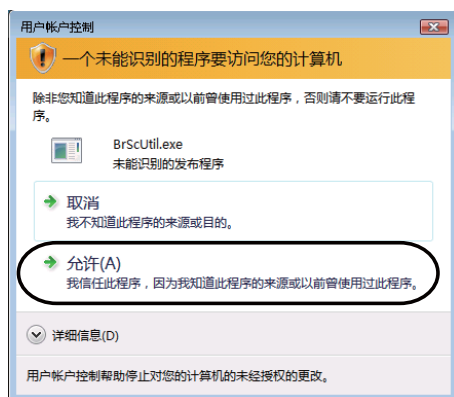 用户帐户控制
一个未能识别的程序要访问您的计算机
除非您知道此程序的来源或以前曾使用过此程序，否则请不要运行此程
序。
BrScUtil.exe
未能识别的发布程序
取消
我不知道此程序的来源或目的。
允许(A)
我信任此程序，因为我知道此程序的来源或以前曾使用过此程序。
详细信息(D)
用户帐户控制帮助停止对您的计算机的未经授权的更改。